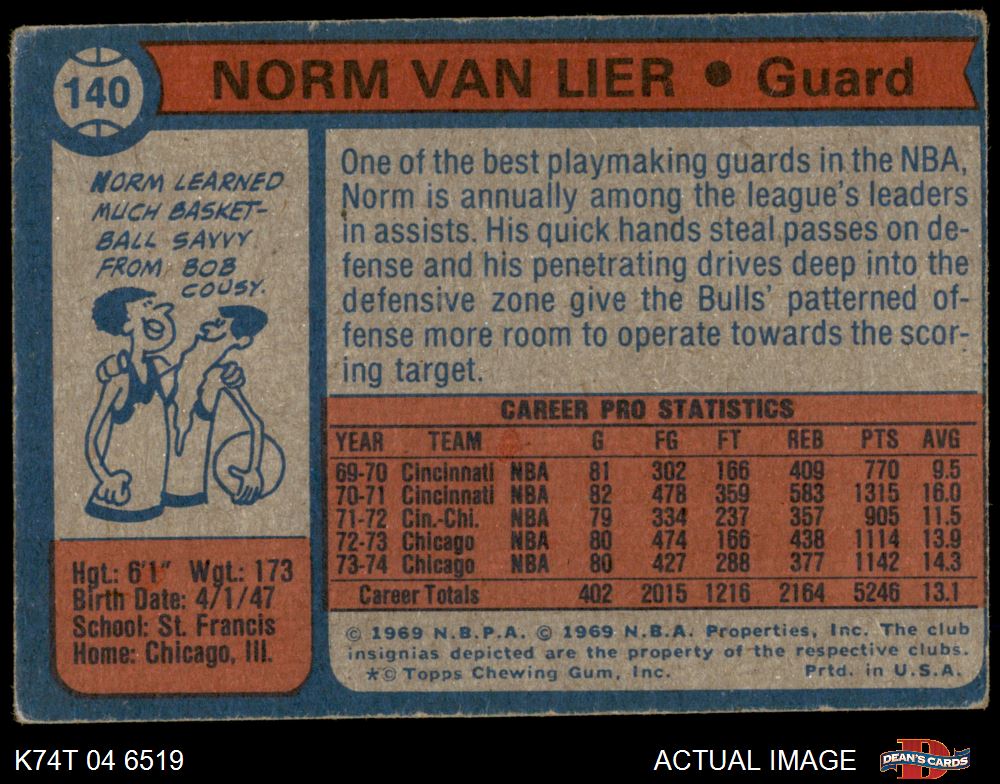 140
NORM VAN LIER • Guard
NORM LEARNED
MUCH BASKET-
BALL SAVVY
FROM BOB
COUSY.
One of the best playmaking guards in the NBA,
Norm is annually among the league's leaders
in assists. His quick hands steal passes on de-
fense and his penetrating drives deep into the
defensive zone give the Bulls' patterned of-
fense more room to operate towards the scor-
ing target.
CAREER PRO STATISTICS
YEAR TEAM G FG FT REB PTS AVG
69-70 Cincinnati NBA 81 302 166 409 770 9.5
70-71 Cincinnati NBA 82 478 359 583 1315 16.0
71-72 Cin.-Chi. NBA 79 334 237 357 905 11.5
72-73 Chicago NBA 80 474 166 438 1114 13.9
73-74 Chicago NBA 80 427 288 377 1142 14.3
Career Totals 402 2015 1216 2164 5246 13.1
Hgt.: 6'1" Wgt.: 173
Birth Date: 4/1/47
School: St. Francis
Home: Chicago, Ill.
© 1969 N.B.P.A. © 1969 N.B.A. Properties, Inc. The club
insignias depicted are the property of the respective clubs.
*© Topps Chewing Gum, Inc. Prtd. in U.S.A.
K74T 04 6519
ACTUAL IMAGE
D
DEAN'S CARDS